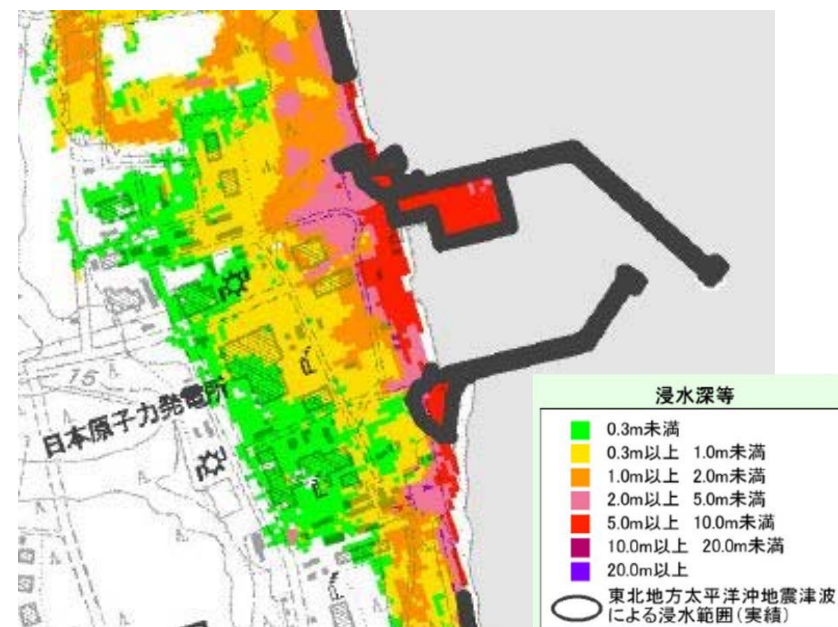 15
日本原子力発電所
浸水深等
0.3m未満
0.3m以上 1.0m未満
1.0m以上 2.0m未満
2.0m以上 5.0m未満
5.0m以上 10.0m未満
10.0m以上 20.0m未満
20.0m以上
東北地方太平洋沖地震津波
による浸水範囲(実績)